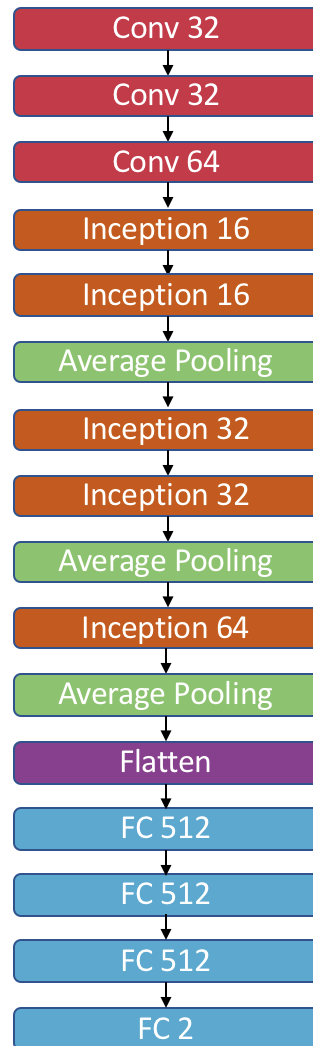 Conv 32
Conv 32
Conv 64
Inception 16
Inception 16
Average Pooling
Inception 32
Inception 32
Average Pooling
Inception 64
Average Pooling
Flatten
FC 512
FC 512
FC 512
FC 2